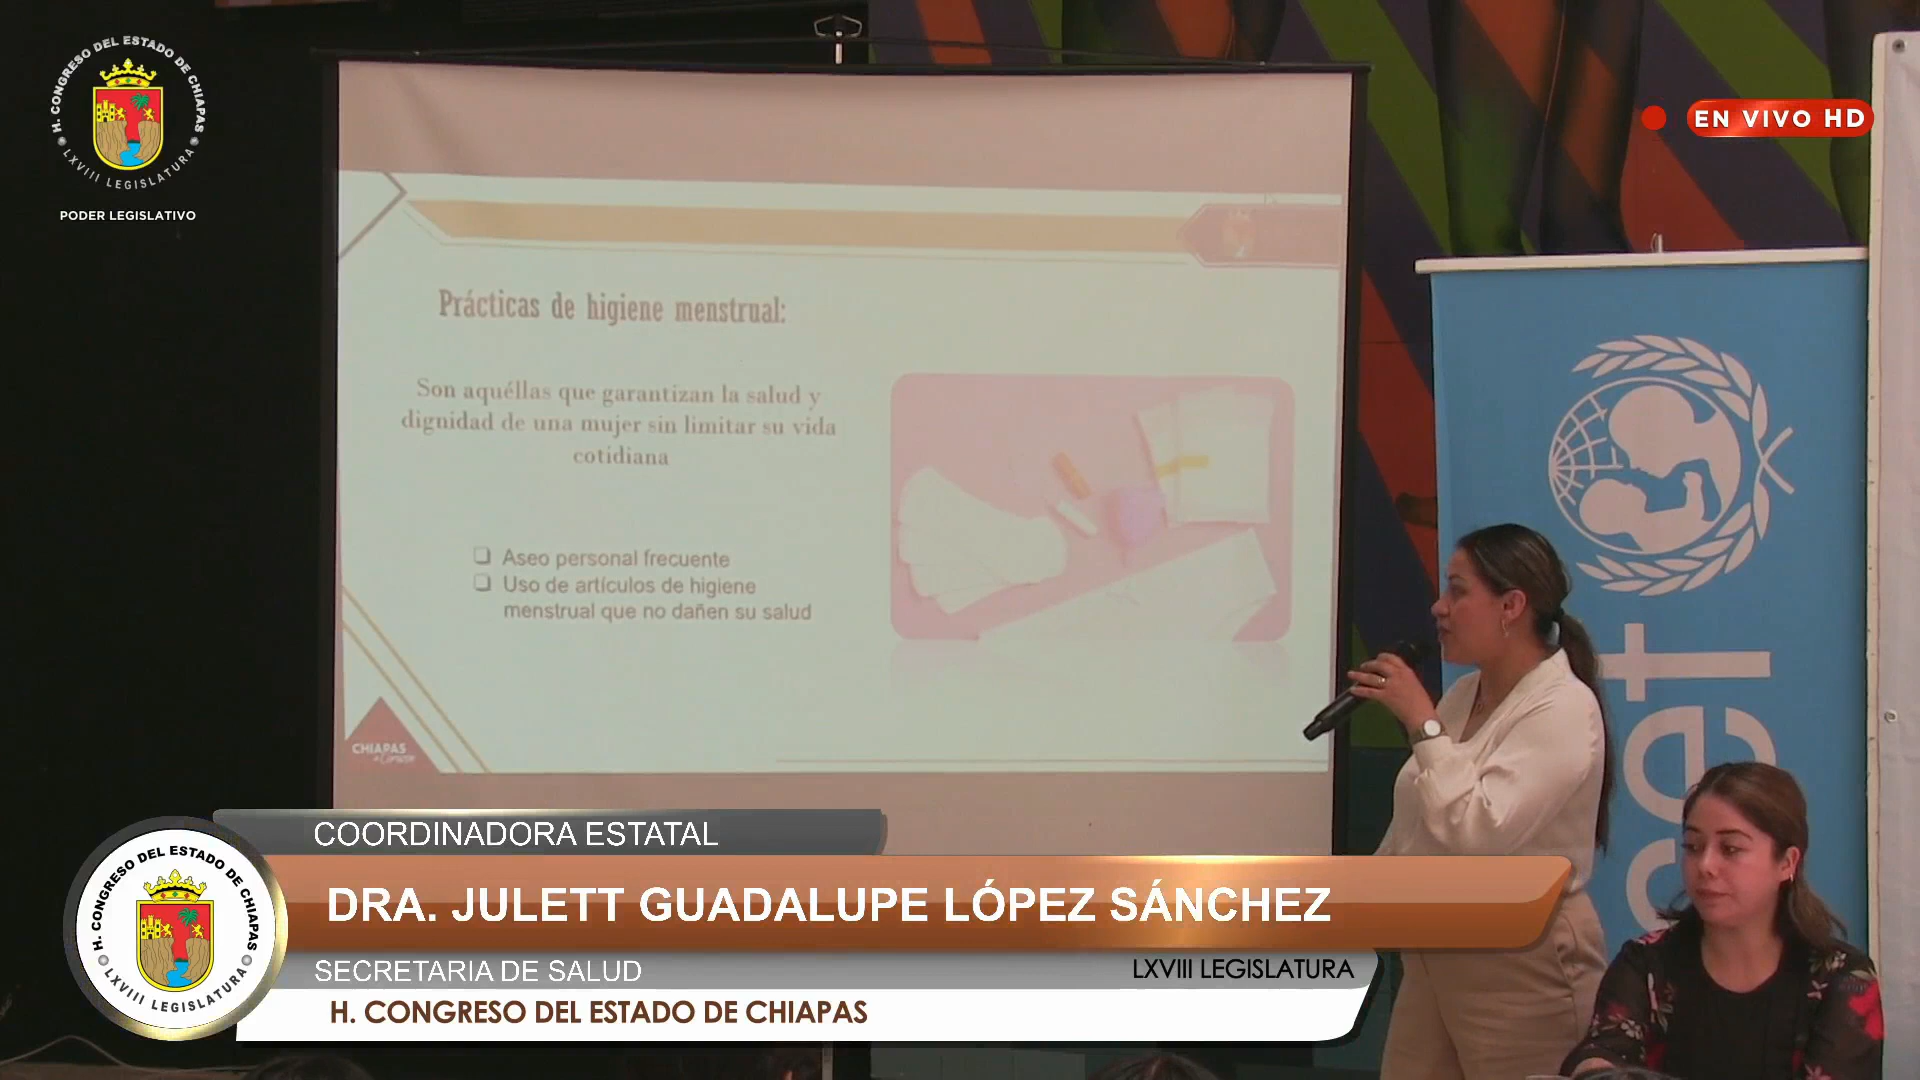 H. CONGRESO DEL ESTADO DE CHIAPAS
LXVIII LEGISLATURA
PODER LEGISLATIVO
EN VIVO HD
Prácticas de higiene menstrual:
Son aquéllas que garantizan la salud y
dignidad de una mujer sin limitar su vida
cotidiana
❑ Aseo personal frecuente
❑ Uso de artículos de higiene
menstrual que no dañen su salud
CHIAPAS
COORDINADORA ESTATAL
DRA. JULETT GUADALUPE LÓPEZ SÁNCHEZ
SECRETARIA DE SALUD
LXVIII LEGISLATURA
H. CONGRESO DEL ESTADO DE CHIAPAS
H. CONGRESO DEL ESTADO DE CHIAPAS
LXVIII LEGISLATURA